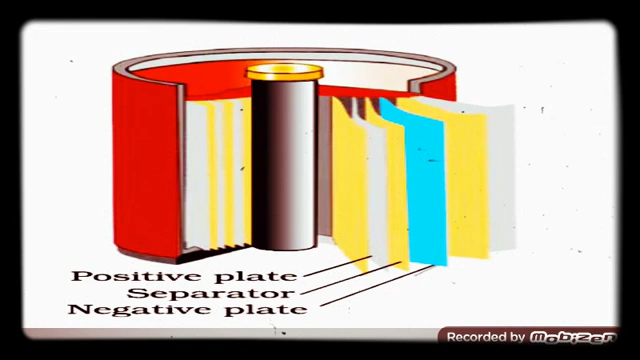 Positive plate
Separator
Negative plate
Recorded by Mobizen